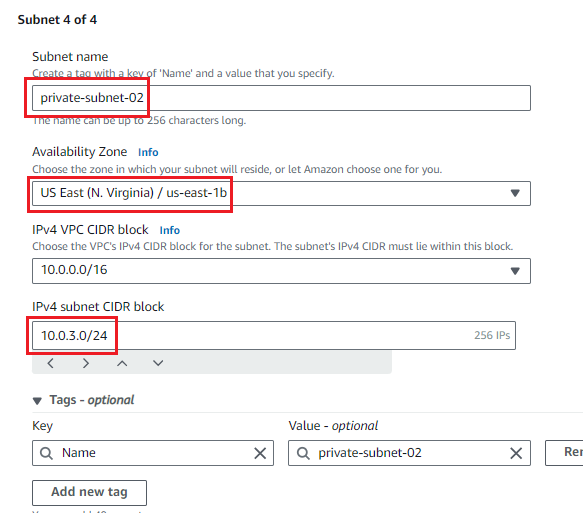 Subnet 4 of 4
Subnet name
Create a tag with a key of 'Name' and a value that you specify.
private-subnet-02
The name can be up to 256 characters long.
Availability Zone Info
Choose the zone in which your subnet will reside, or let Amazon choose one for you.
US East (N. Virginia) / us-east-1b
IPv4 VPC CIDR block Info
Choose the VPC's IPv4 CIDR block for the subnet. The subnet's IPv4 CIDR must lie within this block.
10.0.0.0/16
IPv4 subnet CIDR block
10.0.3.0/24 256 IPs
Tags - optional
Key Value - optional
Name private-subnet-02
Add new tag